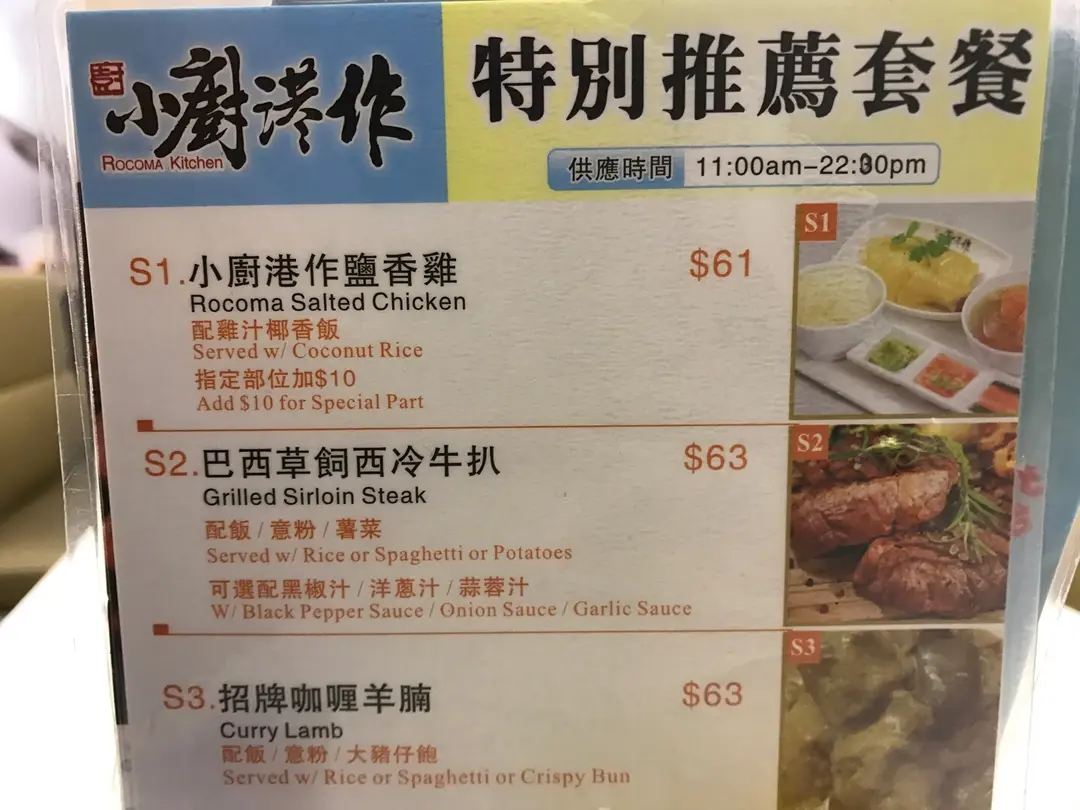 廚
小廚港作
ROCOMA Kitchen
特別推薦套餐
供應時間 11:00am-22:30pm
S1.小廚港作鹽香雞 $61
Rocoma Salted Chicken
配雞汁椰香飯
Served w/ Coconut Rice
指定部位加$10
Add $10 for Special Part
S1
S2.巴西草飼西冷牛扒 $63
Grilled Sirloin Steak
配飯 / 意粉 / 薯菜
Served w/ Rice or Spaghetti or Potatoes
可選配黑椒汁 / 洋蔥汁 / 蒜蓉汁
W/ Black Pepper Sauce / Onion Sauce / Garlic Sauce
S2
S3.招牌咖喱羊腩 $63
Curry Lamb
配飯 / 意粉 / 大豬仔飽
Served w/ Rice or Spaghetti or Crispy Bun
S3